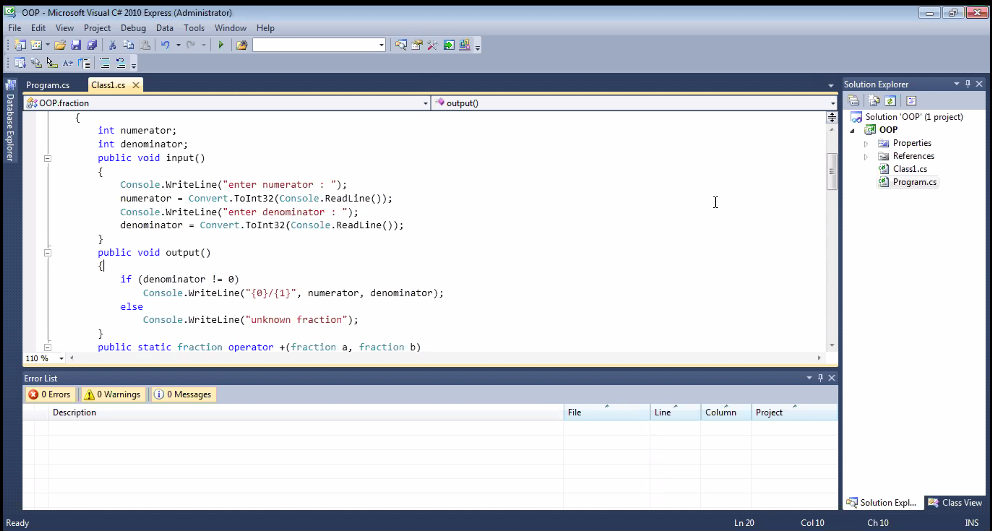 OOP - Microsoft Visual C# 2010 Express (Administrator)
File Edit View Project Debug Data Tools Window Help
Program.cs Class1.cs
Database Explorer
OOP.fraction output()
{
int numerator;
int denominator;
public void input()
{
Console.WriteLine("enter numerator : ");
numerator = Convert.ToInt32(Console.ReadLine());
Console.WriteLine("enter denominator : ");
denominator = Convert.ToInt32(Console.ReadLine());
}
public void output()
{
if (denominator != 0)
Console.WriteLine("{0}/{1}", numerator, denominator);
else
Console.WriteLine("unknown fraction");
}
public static fraction operator +(fraction a, fraction b)
110 %
Error List
0 Errors 0 Warnings 0 Messages
Description File Line Column Project
Solution Explorer
Solution 'OOP' (1 project)
OOP
Properties
References
Class1.cs
Program.cs
Solution Expl... Class View
Ready Ln 20 Col 10 Ch 10 INS